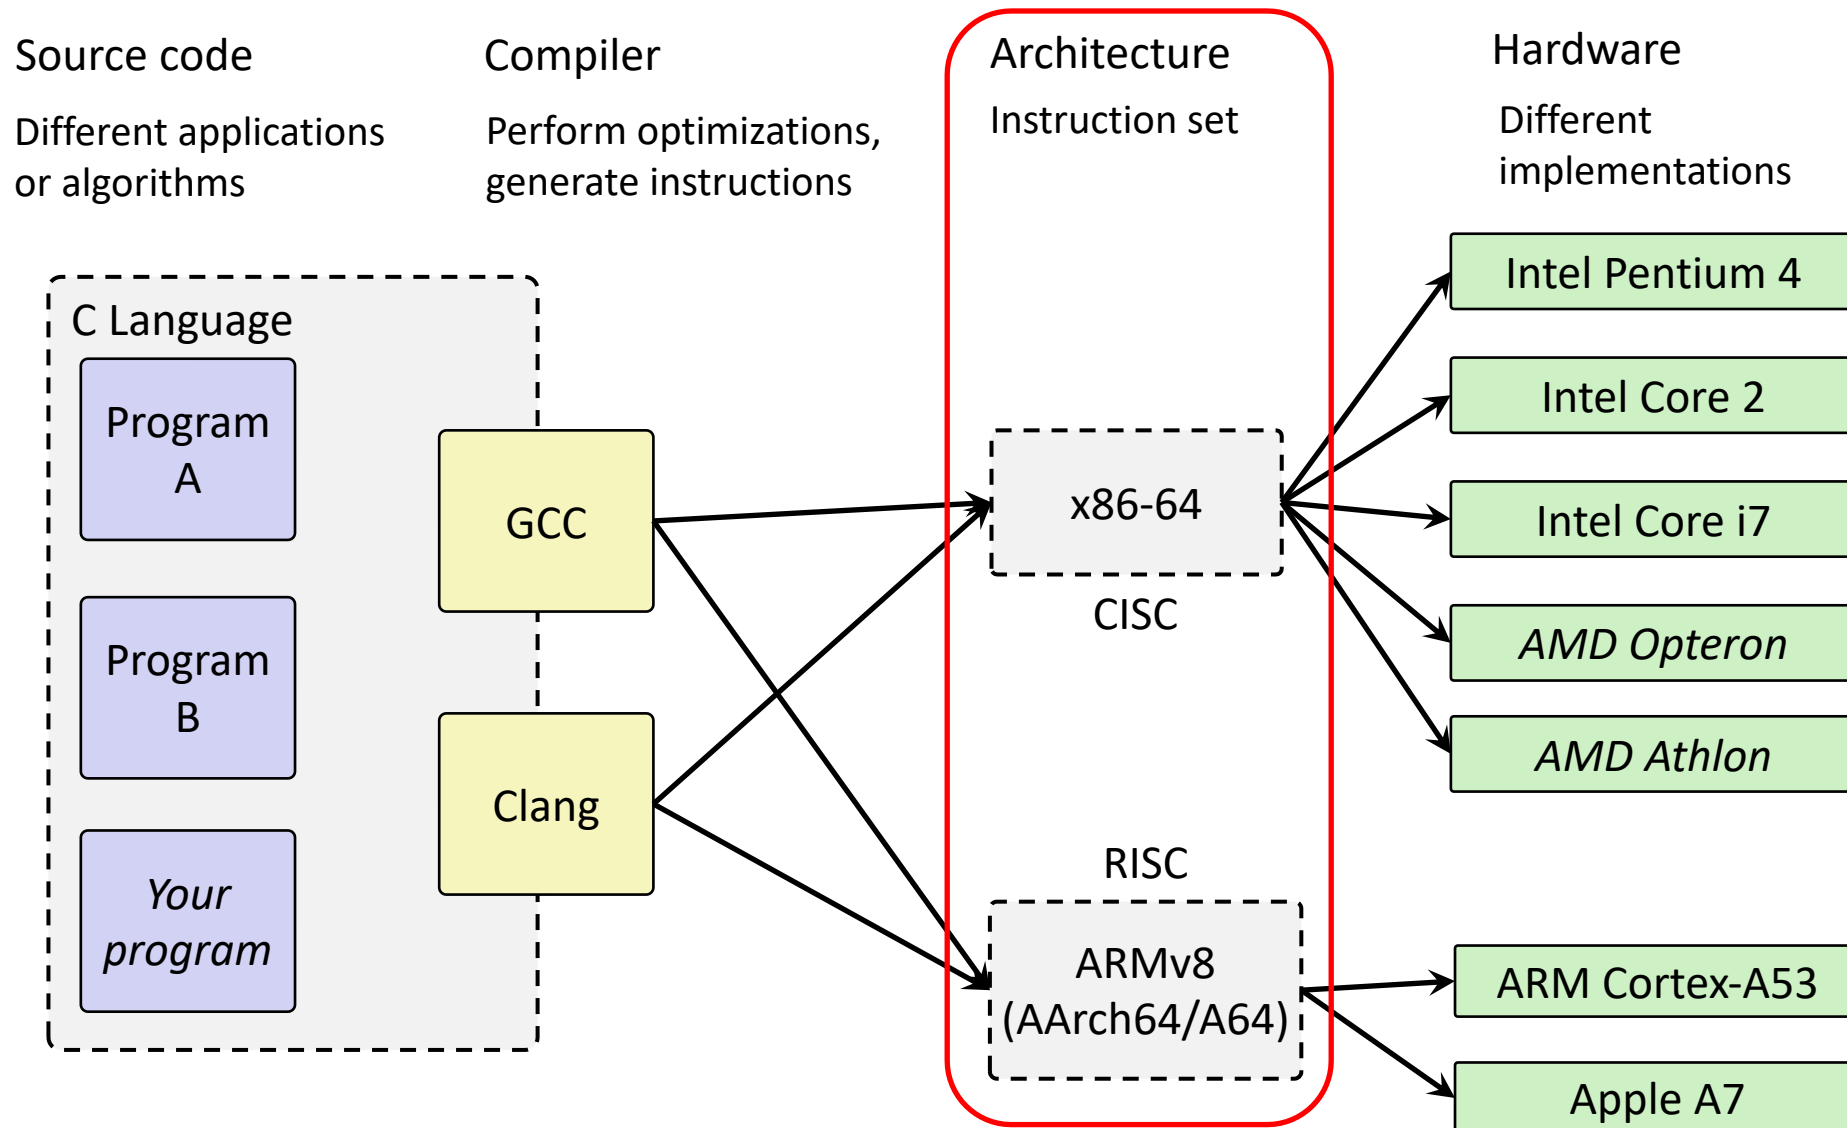 Source code
Different applications
or algorithms
Compiler
Perform optimizations,
generate instructions
Architecture
Instruction set
Hardware
Different
implementations
C Language
Program
A
Program
B
Your
program
GCC
Clang
x86-64
CISC
RISC
ARMv8
(AArch64/A64)
Intel Pentium 4
Intel Core 2
Intel Core i7
AMD Opteron
AMD Athlon
ARM Cortex-A53
Apple A7